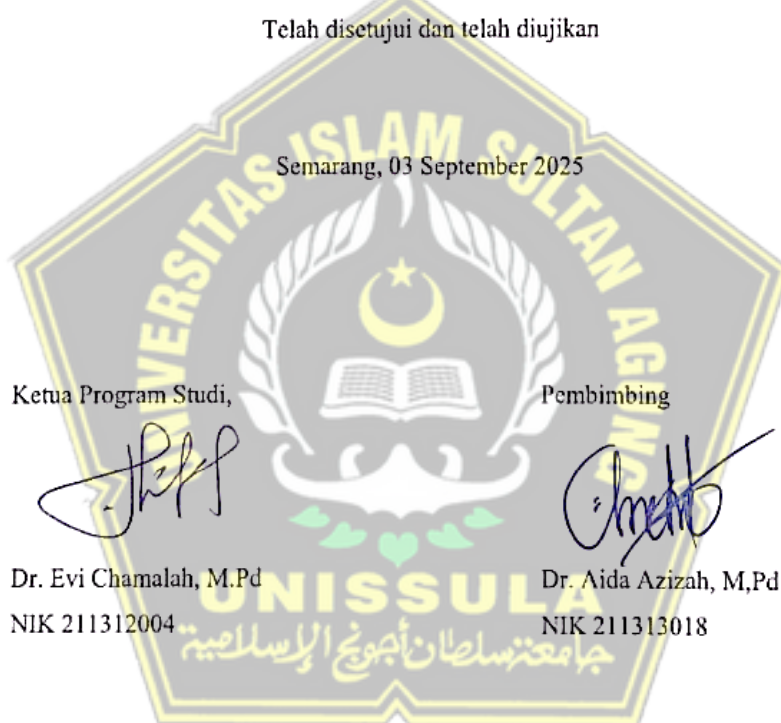 Telah disetujui dan telah diujikan
UNIVERSITAS ISLAM SULTAN AGUNG
Semarang, 03 September 2025
Ketua Program Studi,
Pembimbing
Dr. Evi Chamalah, M.Pd
Dr. Aida Azizah, M,Pd
UNISSULA
NIK 211312004
NIK 211313018
جامعة سلطان أجونج الإسلامية